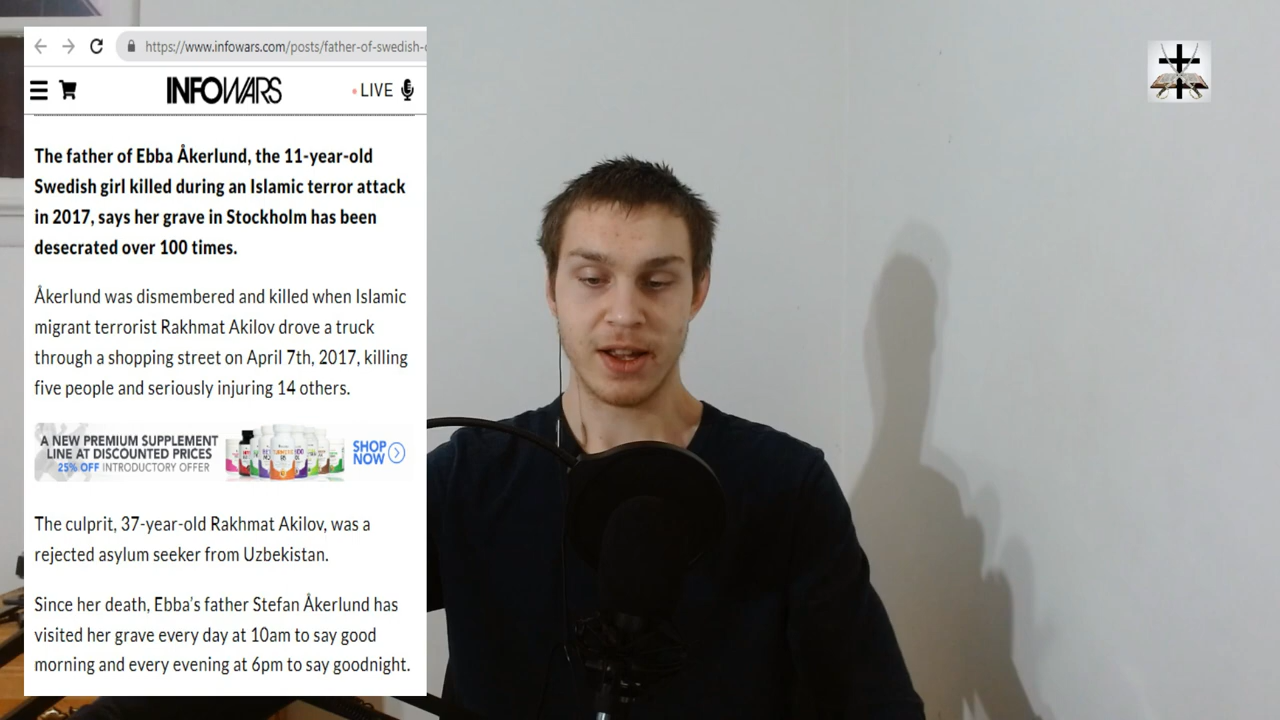 https://www.infowars.com/posts/father-of-swedish-
INFOWARS
LIVE
The father of Ebba Åkerlund, the 11-year-old
Swedish girl killed during an Islamic terror attack
in 2017, says her grave in Stockholm has been
desecrated over 100 times.
Åkerlund was dismembered and killed when Islamic
migrant terrorist Rakhmat Akilov drove a truck
through a shopping street on April 7th, 2017, killing
five people and seriously injuring 14 others.
A NEW PREMIUM SUPPLEMENT
LINE AT DISCOUNTED PRICES
25% OFF INTRODUCTORY OFFER
SHOP
NOW
The culprit, 37-year-old Rakhmat Akilov, was a
rejected asylum seeker from Uzbekistan.
Since her death, Ebba's father Stefan Åkerlund has
visited her grave every day at 10am to say good
morning and every evening at 6pm to say goodnight.